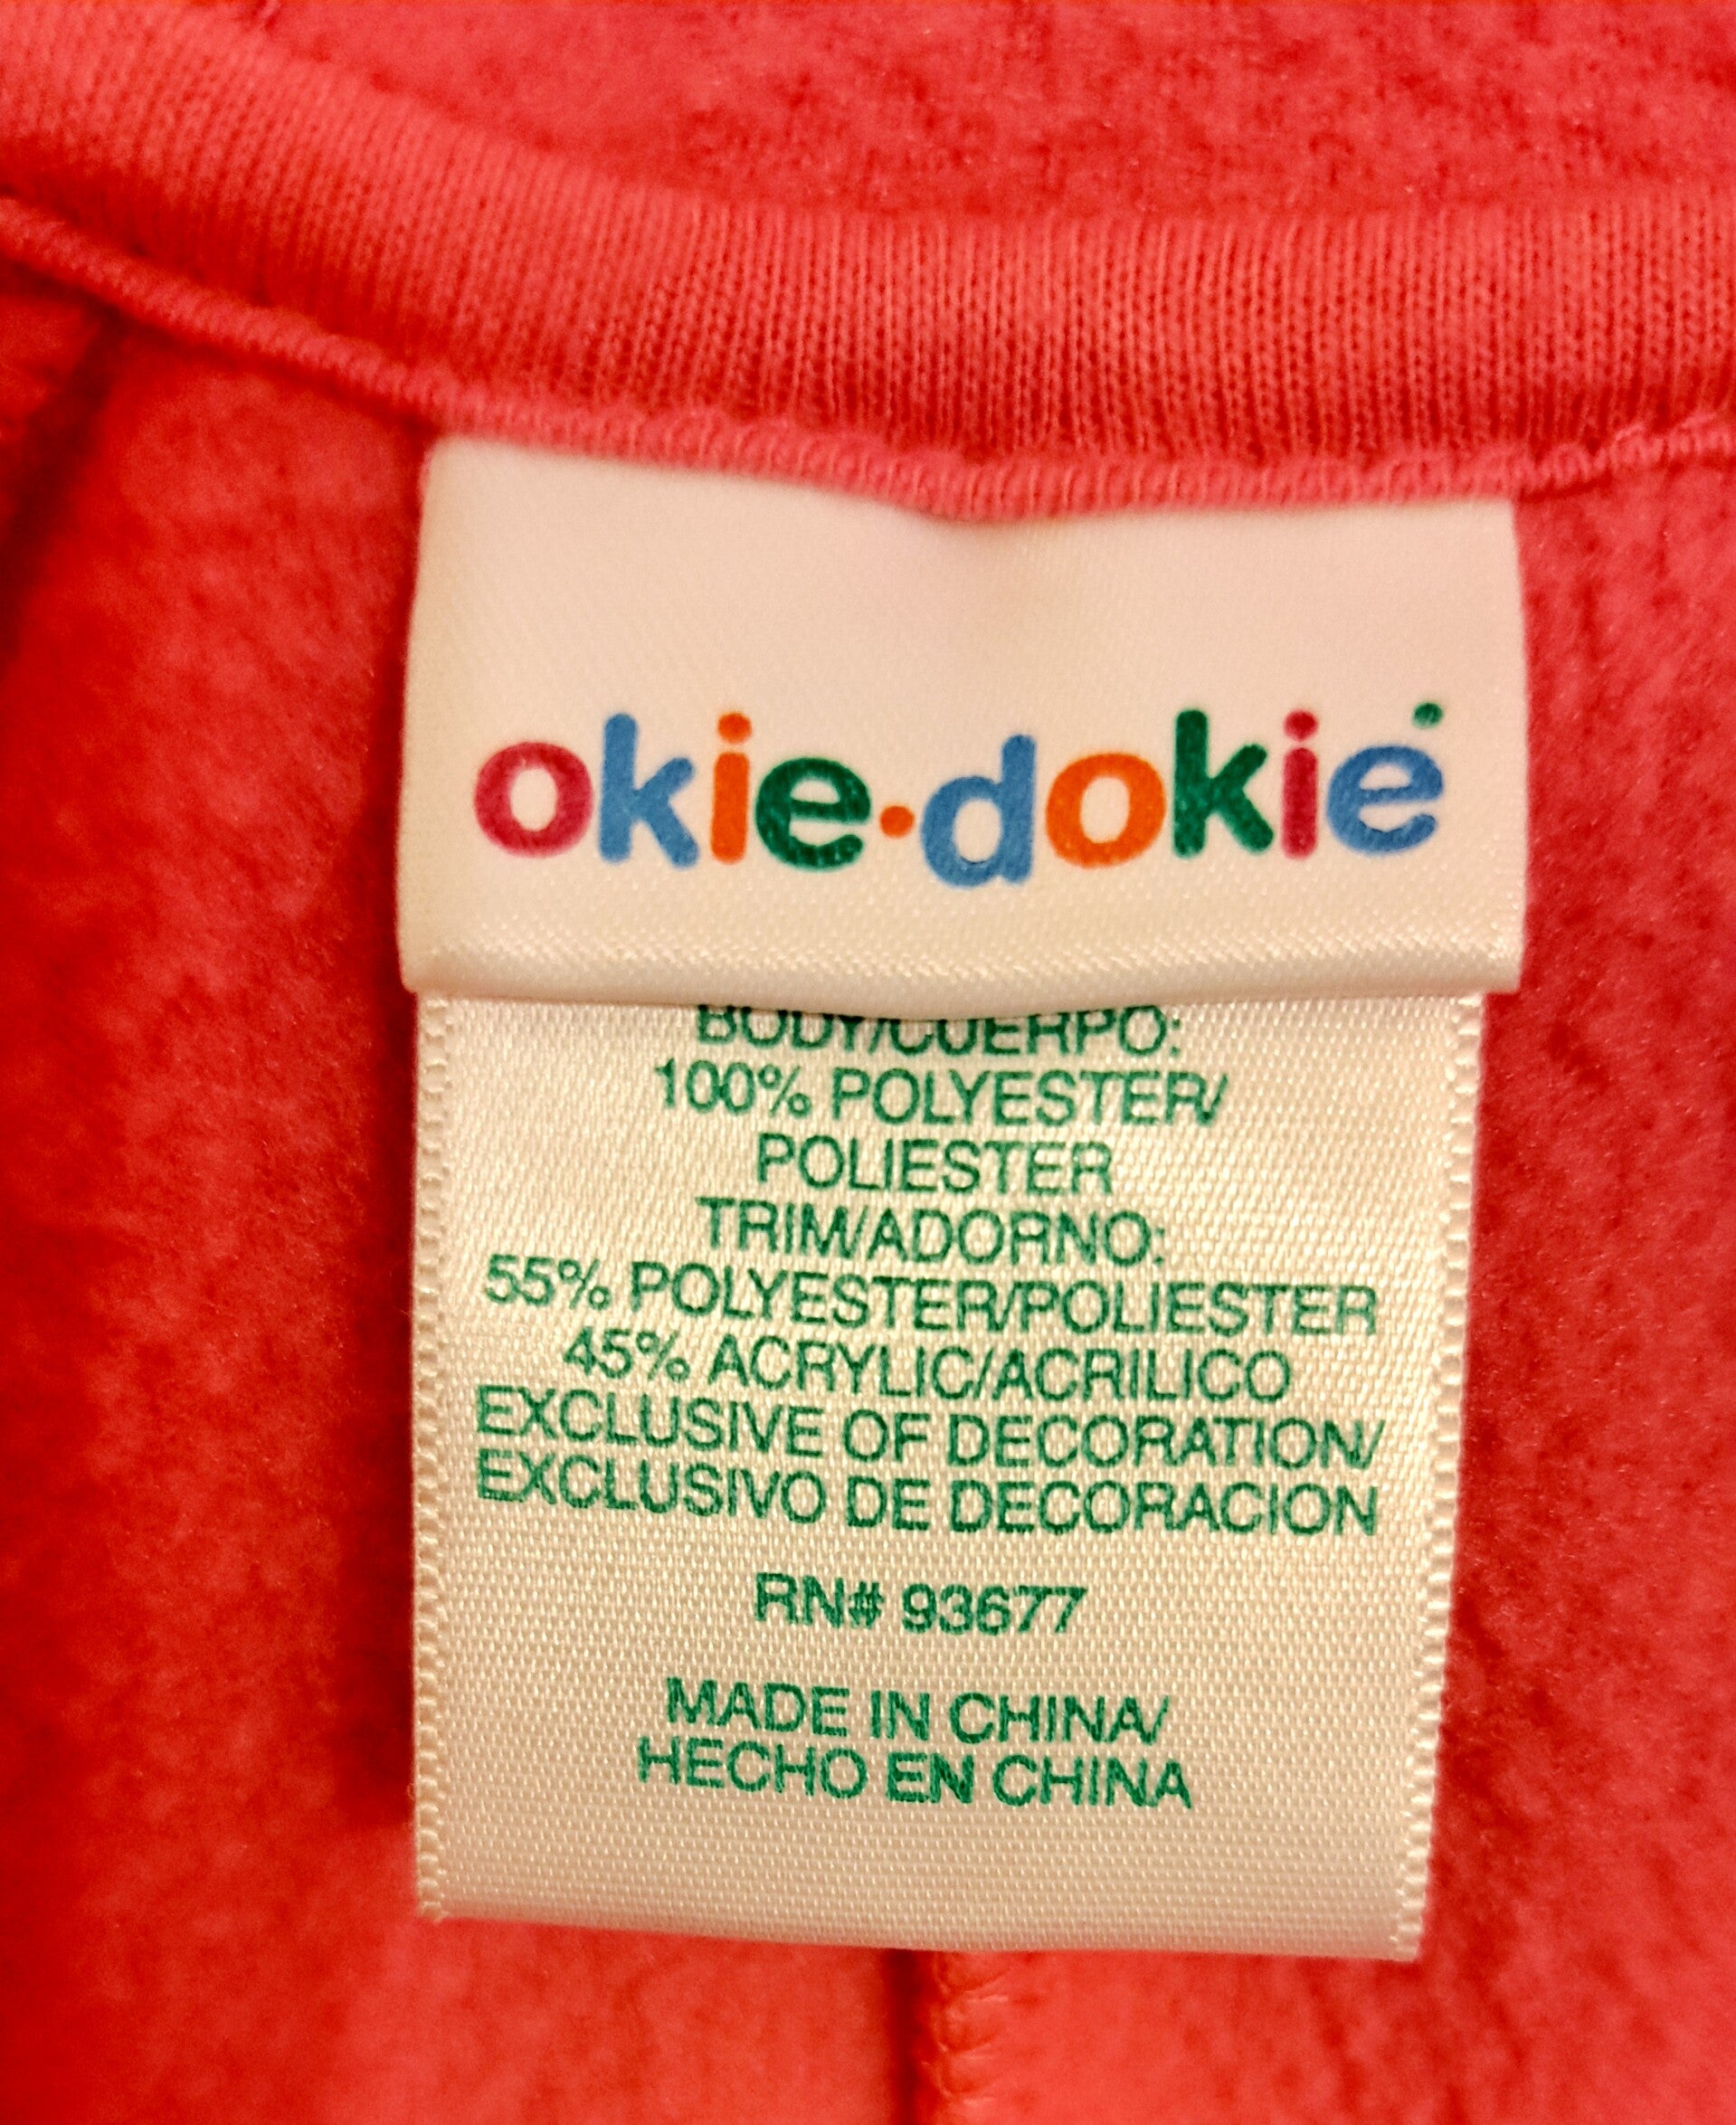 okie·dokie
BODY/CUERPO:
100% POLYESTER/
POLIESTER
TRIM/ADORNO:
55% POLYESTER/POLIESTER
45% ACRYLIC/ACRILICO
EXCLUSIVE OF DECORATION/
EXCLUSIVO DE DECORACION
RN# 93677
MADE IN CHINA/
HECHO EN CHINA